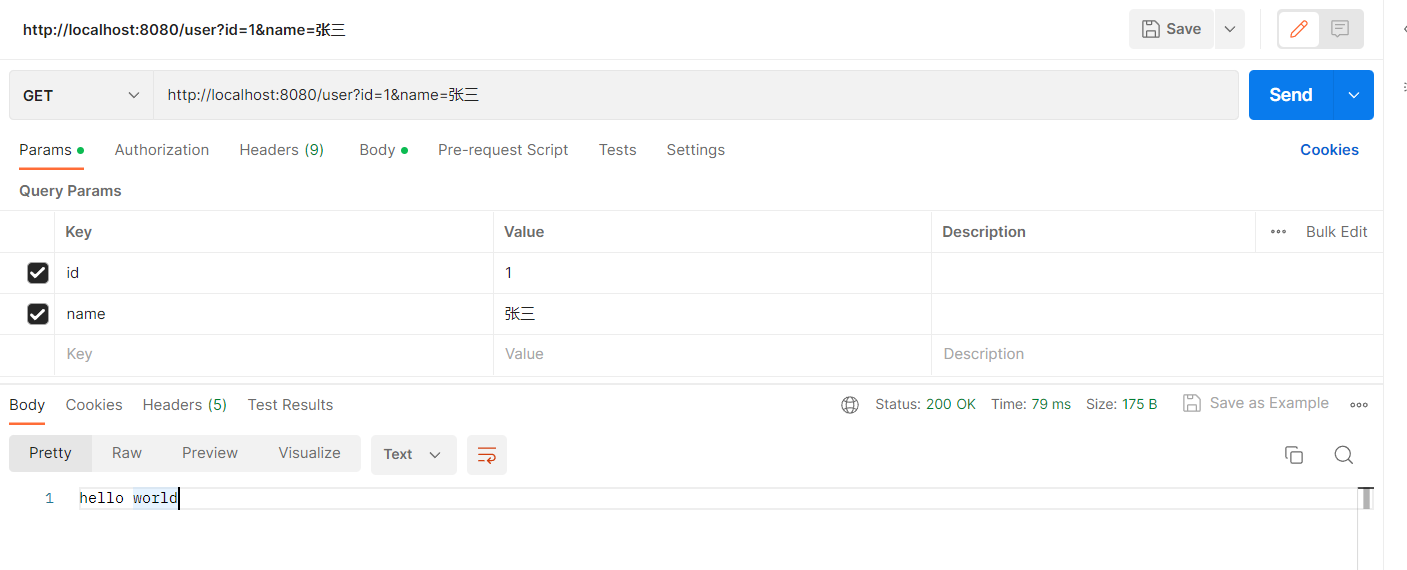 http://localhost:8080/user?id=1&name=张三 Save
GET http://localhost:8080/user?id=1&name=张三 Send
Params Authorization Headers (9) Body Pre-request Script Tests Settings Cookies
Query Params
Key Value Description Bulk Edit
id 1
name 张三
Key Value Description
Body Cookies Headers (5) Test Results Status: 200 OK Time: 79 ms Size: 175 B Save as Example
Pretty Raw Preview Visualize Text
1 hello world